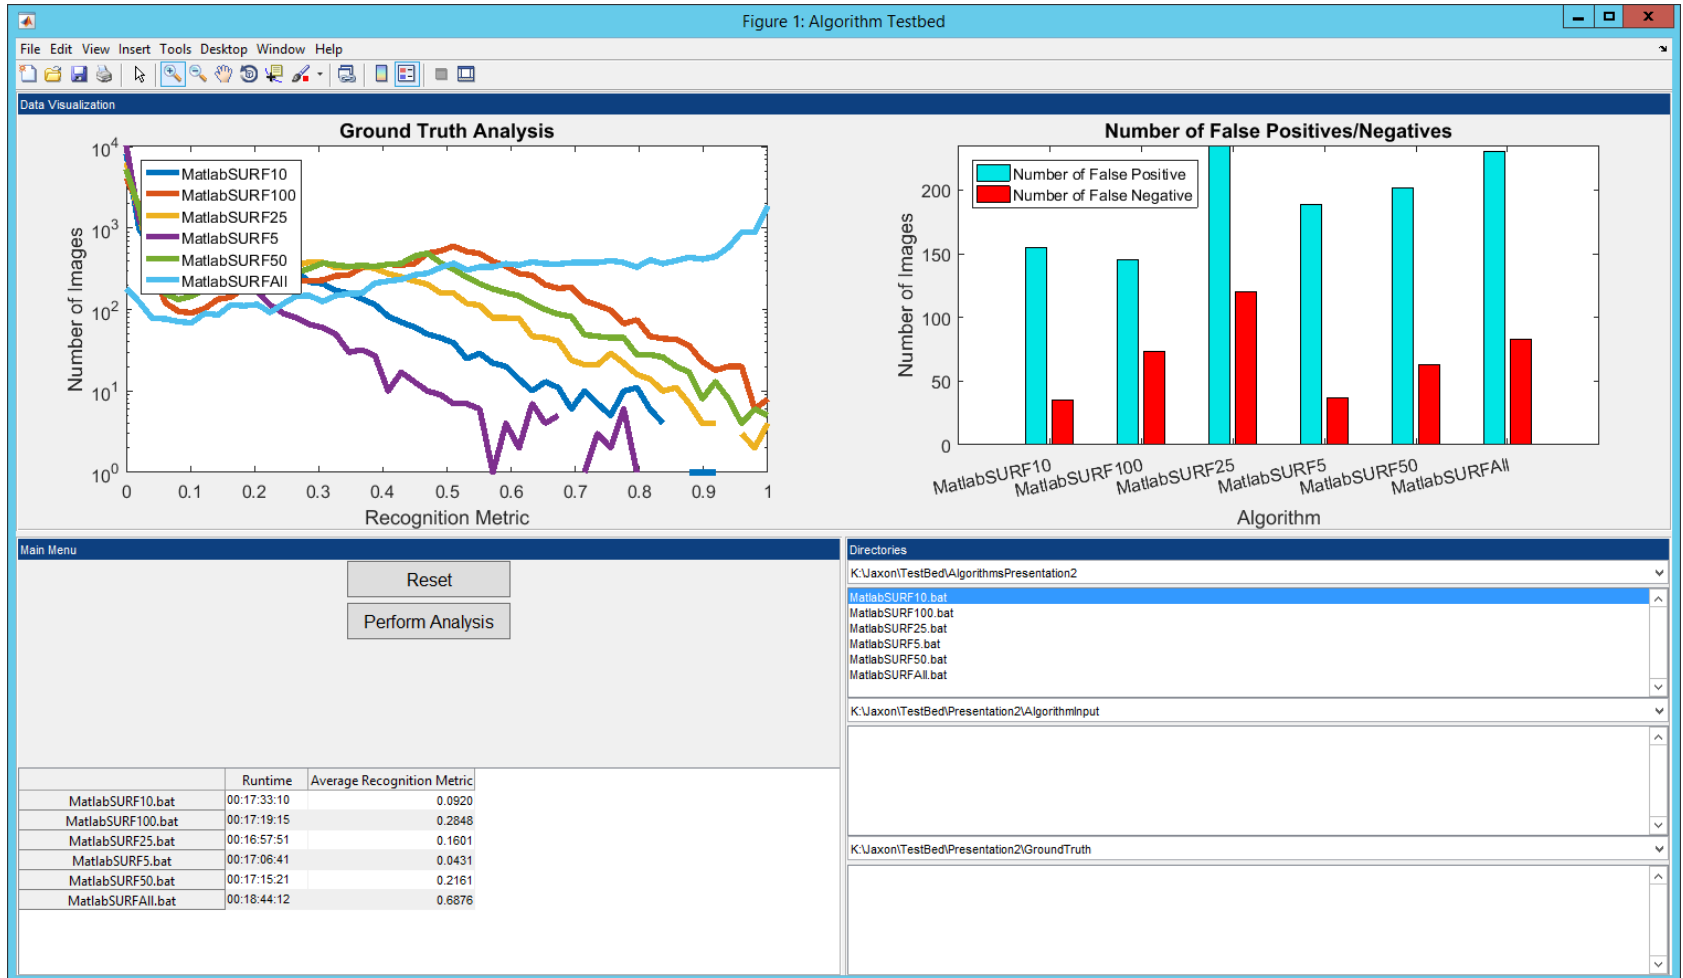 Figure 1: Algorithm Testbed
File Edit View Insert Tools Desktop Window Help
Data Visualization
Ground Truth Analysis
10^4
10^3
10^2
10^1
10^0
Number of Images
MatlabSURF10
MatlabSURF100
MatlabSURF25
MatlabSURF5
MatlabSURF50
MatlabSURFAll
0 0.1 0.2 0.3 0.4 0.5 0.6 0.7 0.8 0.9 1
Recognition Metric
Number of False Positives/Negatives
200
150
100
50
0
Number of Images
Number of False Positive
Number of False Negative
MatlabSURF10 MatlabSURF100 MatlabSURF25 MatlabSURF5 MatlabSURF50 MatlabSURFAll
Algorithm
Main Menu
Reset
Perform Analysis
Runtime Average Recognition Metric
MatlabSURF10.bat 00:17:33:10 0.0920
MatlabSURF100.bat 00:17:19:15 0.2848
MatlabSURF25.bat 00:16:57:51 0.1601
MatlabSURF5.bat 00:17:06:41 0.0431
MatlabSURF50.bat 00:17:15:21 0.2161
MatlabSURFAll.bat 00:18:44:12 0.6876
Directories
K:\Jaxon\TestBed\AlgorithmsPresentation2
MatlabSURF10.bat
MatlabSURF100.bat
MatlabSURF25.bat
MatlabSURF5.bat
MatlabSURF50.bat
MatlabSURFAll.bat
K:\Jaxon\TestBed\Presentation2\AlgorithmInput
K:\Jaxon\TestBed\Presentation2\GroundTruth